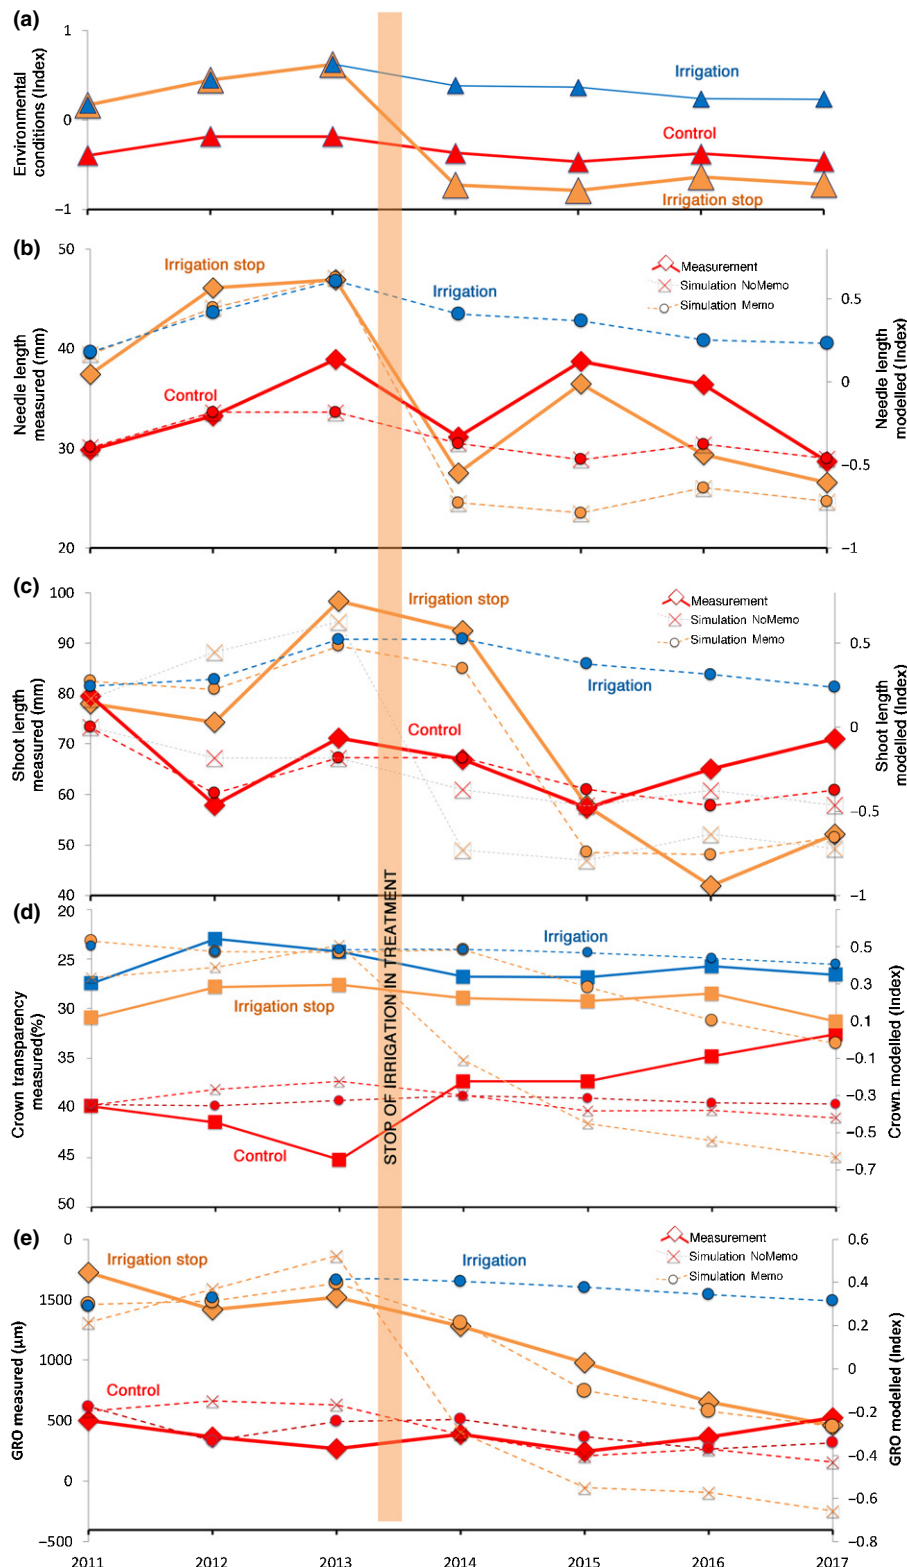 (a)
Environmental
conditions (Index)
1
0
−1
Irrigation
Control
Irrigation stop
(b)
Needle length
measured (mm)
50
40
30
20
Irrigation stop
Irrigation
Control
Measurement
Simulation NoMemo
Simulation Memo
0.5
0
−0.5
−1
Needle length
modelled (Index)
(c)
Shoot length
measured (mm)
100
90
80
70
60
50
40
Irrigation stop
Irrigation
Control
Measurement
Simulation NoMemo
Simulation Memo
0.5
0
−0.5
−1
Shoot length
modelled (Index)
STOP OF IRRIGATION IN TREATMENT
(d)
Crown transparency
measured(%)
20
25
30
35
40
45
50
Irrigation
Irrigation stop
Control
0.5
0.3
0.1
−0.1
−0.3
−0.5
−0.7
Crown. modelled (Index)
(e)
GRO measured (µm)
0
1500
1000
500
0
−500
Irrigation stop
Irrigation
Control
Measurement
Simulation NoMemo
Simulation Memo
0.6
0.4
0.2
0
−0.2
−0.4
−0.6
−0.8
GRO modelled (Index)
2011 2012 2013 2014 2015 2016 2017